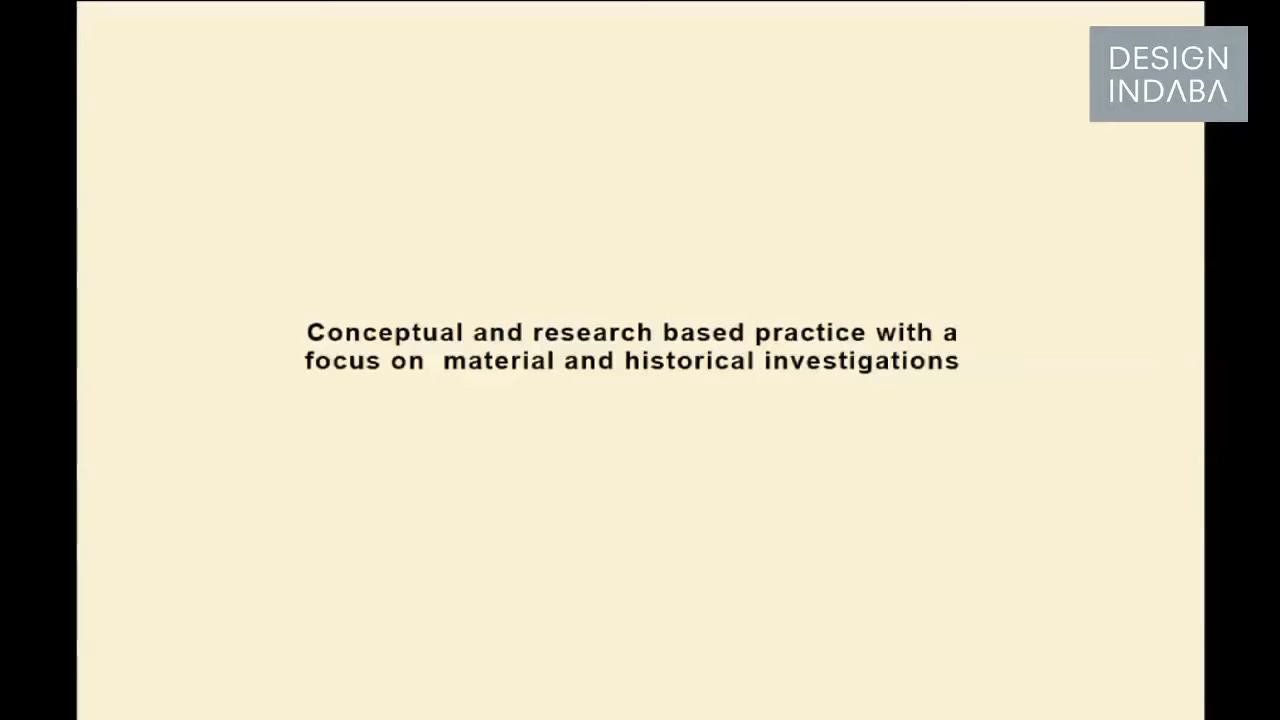 DESIGN
INDABA
Conceptual and research based practice with a
focus on  material and historical investigations